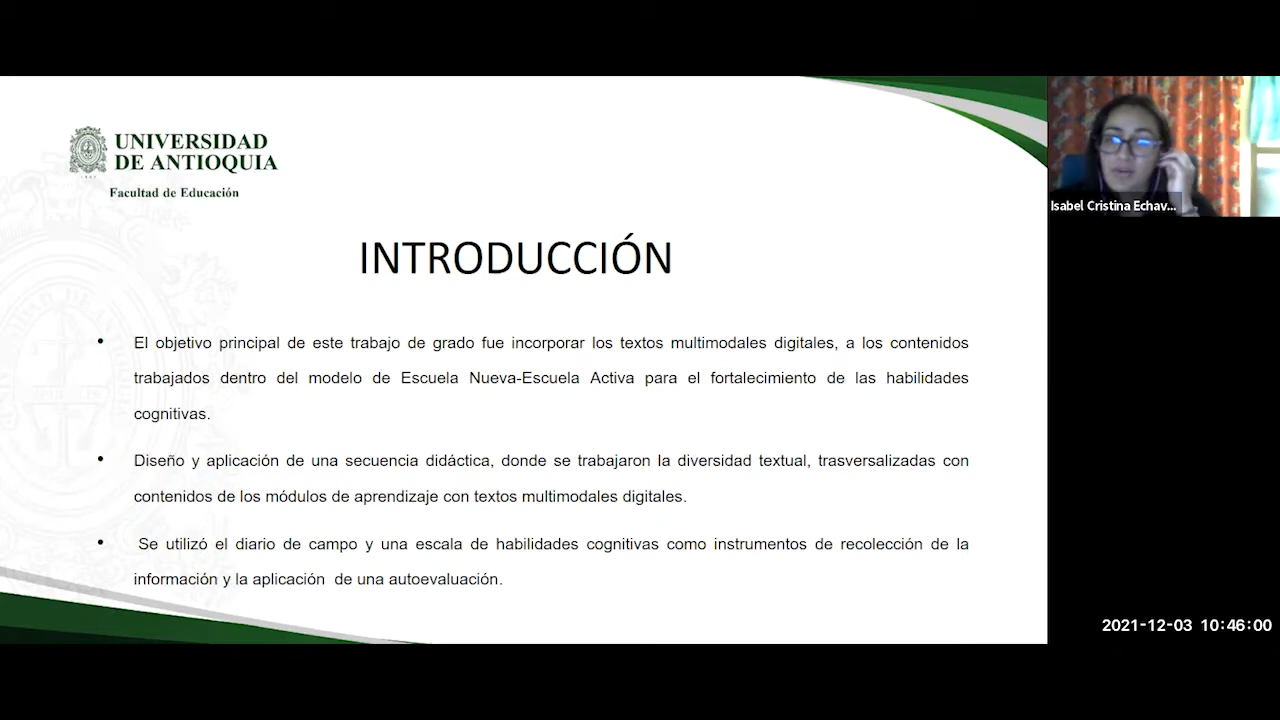 UNIVERSIDAD
DE ANTIOQUIA
Facultad de Educación
INTRODUCCIÓN
• El objetivo principal de este trabajo de grado fue incorporar los textos multimodales digitales, a los contenidos
trabajados dentro del modelo de Escuela Nueva-Escuela Activa para el fortalecimiento de las habilidades
cognitivas.
• Diseño y aplicación de una secuencia didáctica, donde se trabajaron la diversidad textual, trasversalizadas con
contenidos de los módulos de aprendizaje con textos multimodales digitales.
• Se utilizó el diario de campo y una escala de habilidades cognitivas como instrumentos de recolección de la
información y la aplicación de una autoevaluación.
Isabel Cristina Echav...
2021-12-03 10:46:00